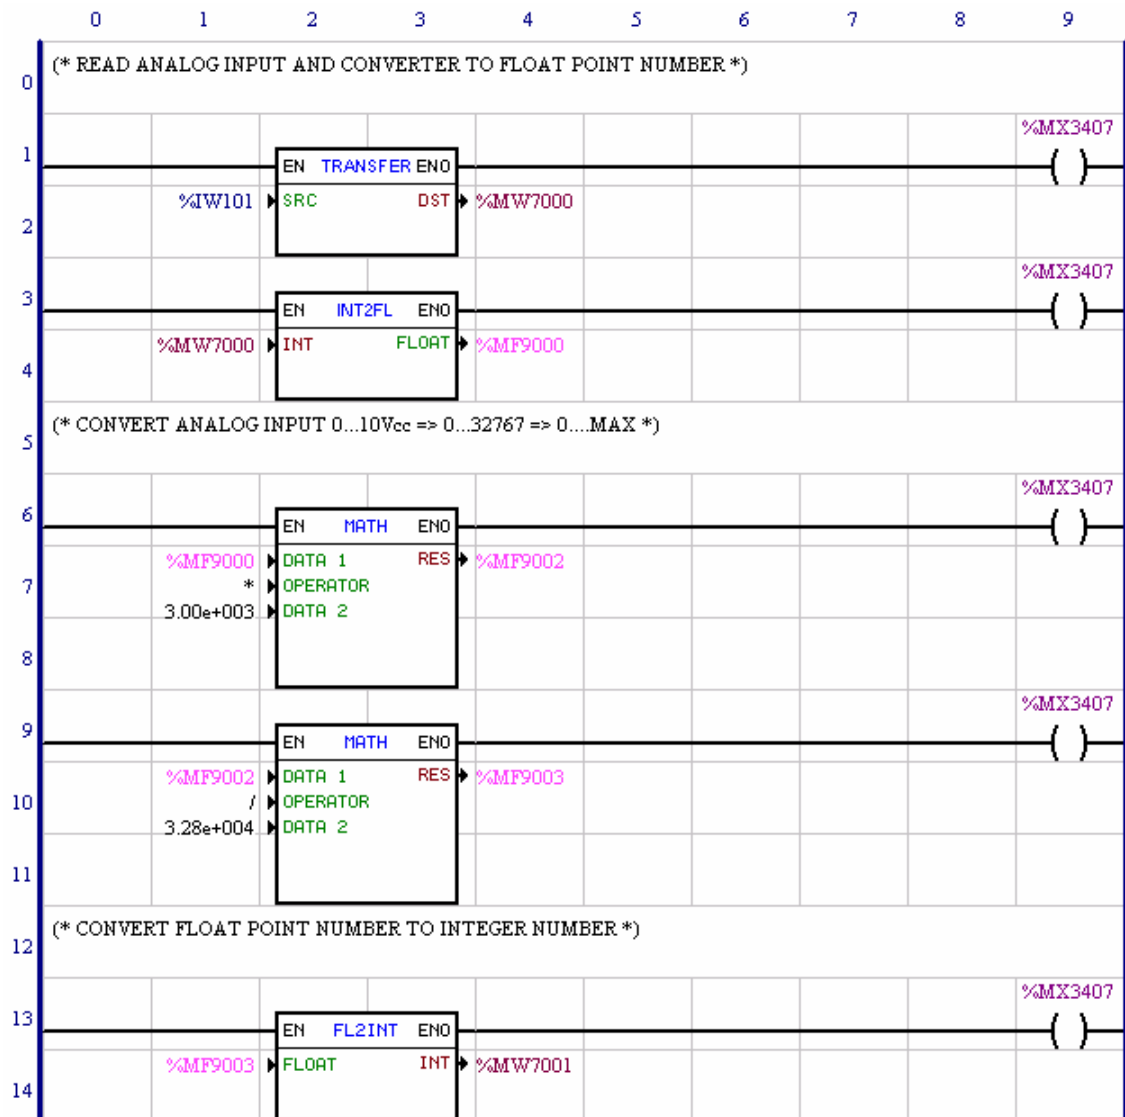 0 1 2 3 4 5 6 7 8 9
0 (* READ ANALOG INPUT AND CONVERTER TO FLOAT POINT NUMBER *)
%MX3407
1 EN TRANSFER ENO
%IW101 SRC DST %MW7000
2
%MX3407
3 EN INT2FL ENO
%MW7000 INT FLOAT %MF9000
4
(* CONVERT ANALOG INPUT 0...10Vcc => 0...32767 => 0....MAX *)
5
%MX3407
6 EN MATH ENO
%MF9000 DATA 1 RES %MF9002
7 * OPERATOR
3.00e+003 DATA 2
8
%MX3407
9 EN MATH ENO
%MF9002 DATA 1 RES %MF9003
10 / OPERATOR
3.28e+004 DATA 2
11
(* CONVERT FLOAT POINT NUMBER TO INTEGER NUMBER *)
12
%MX3407
13 EN FL2INT ENO
%MF9003 FLOAT INT %MW7001
14